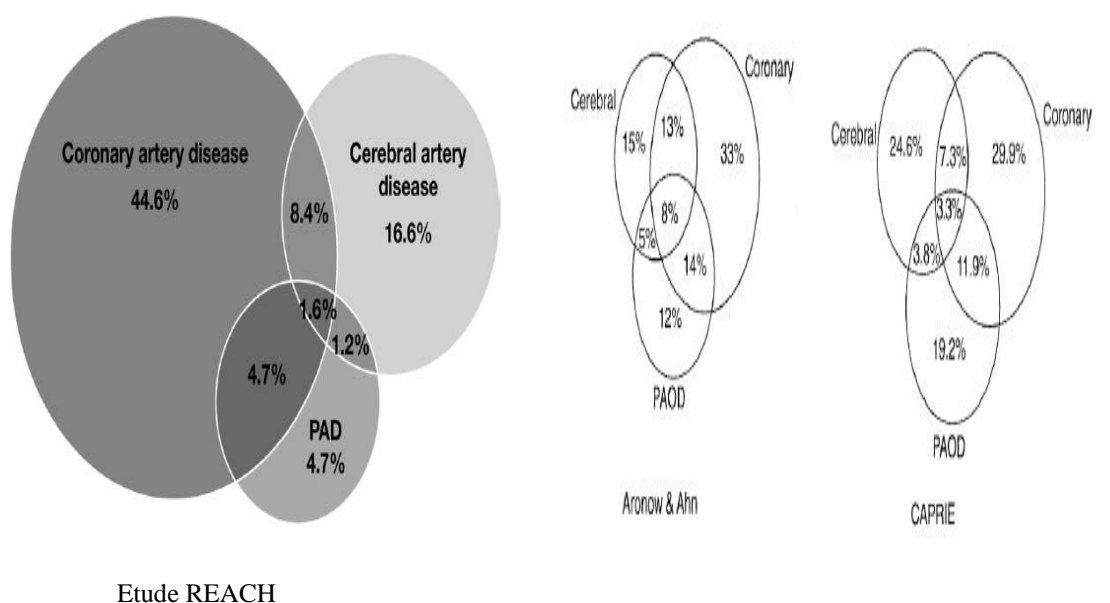 Coronary artery disease
44.6%
8.4%
Cerebral artery
disease
16.6%
1.6%
1.2%
4.7%
PAD
4.7%
Etude REACH
Cerebral
Coronary
15%
13%
33%
8%
5%
14%
12%
PAOD
Aronow & Ahn
Cerebral
Coronary
24.6%
7.3%
29.9%
3.3%
3.8%
11.9%
19.2%
PAOD
CAPRIE